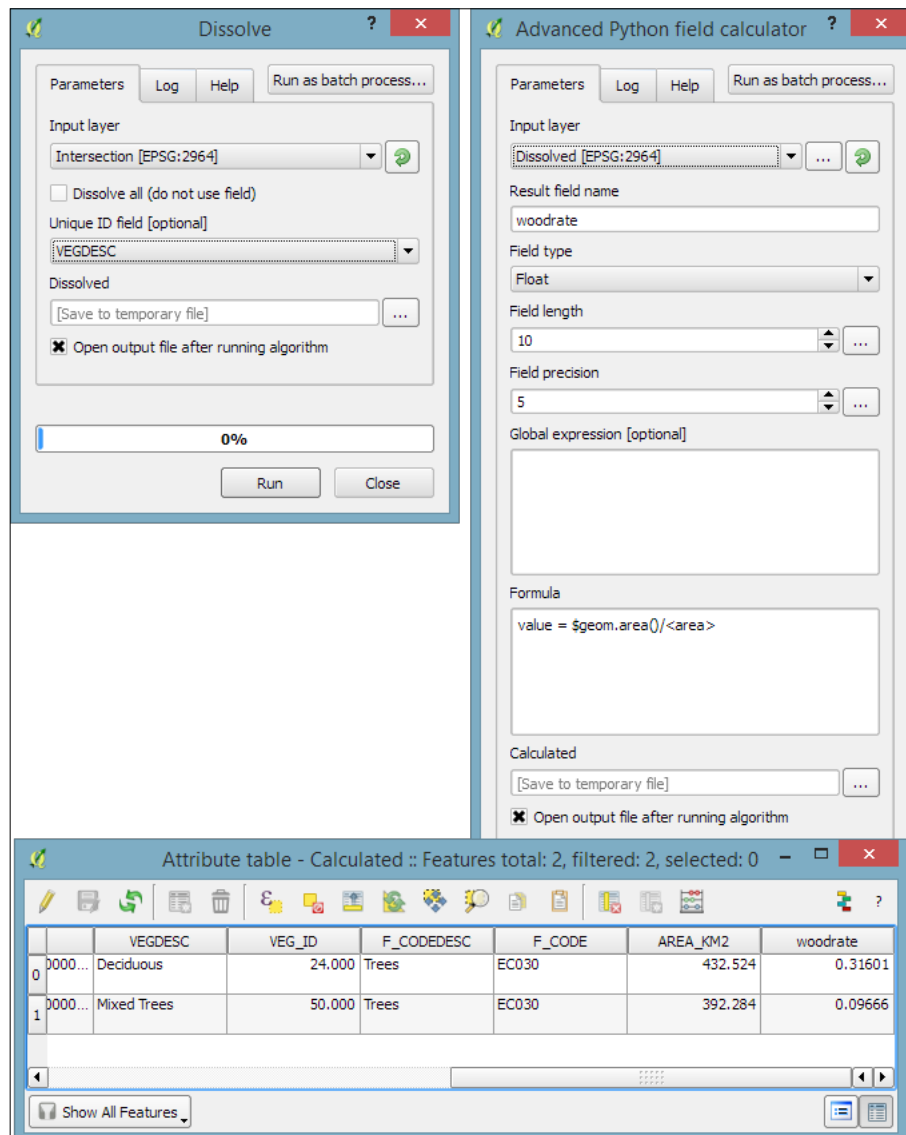 Dissolve ? ×
Parameters Log Help Run as batch process...
Input layer
Intersection [EPSG:2964]
Dissolve all (do not use field)
Unique ID field [optional]
VEGDESC
Dissolved
[Save to temporary file] ...
Open output file after running algorithm
0%
Run Close
Advanced Python field calculator ? ×
Parameters Log Help Run as batch process...
Input layer
Dissolved [EPSG:2964] ...
Result field name
woodrate
Field type
Float
Field length
10 ...
Field precision
5 ...
Global expression [optional]
Formula
value = $geom.area()/<area>
Calculated
[Save to temporary file] ...
Open output file after running algorithm
Attribute table - Calculated :: Features total: 2, filtered: 2, selected: 0
?
VEGDESC VEG_ID F_CODEDESC F_CODE AREA_KM2 woodrate
0 0000... Deciduous 24.000 Trees EC030 432.524 0.31601
1 0000... Mixed Trees 50.000 Trees EC030 392.284 0.09666
Show All Features